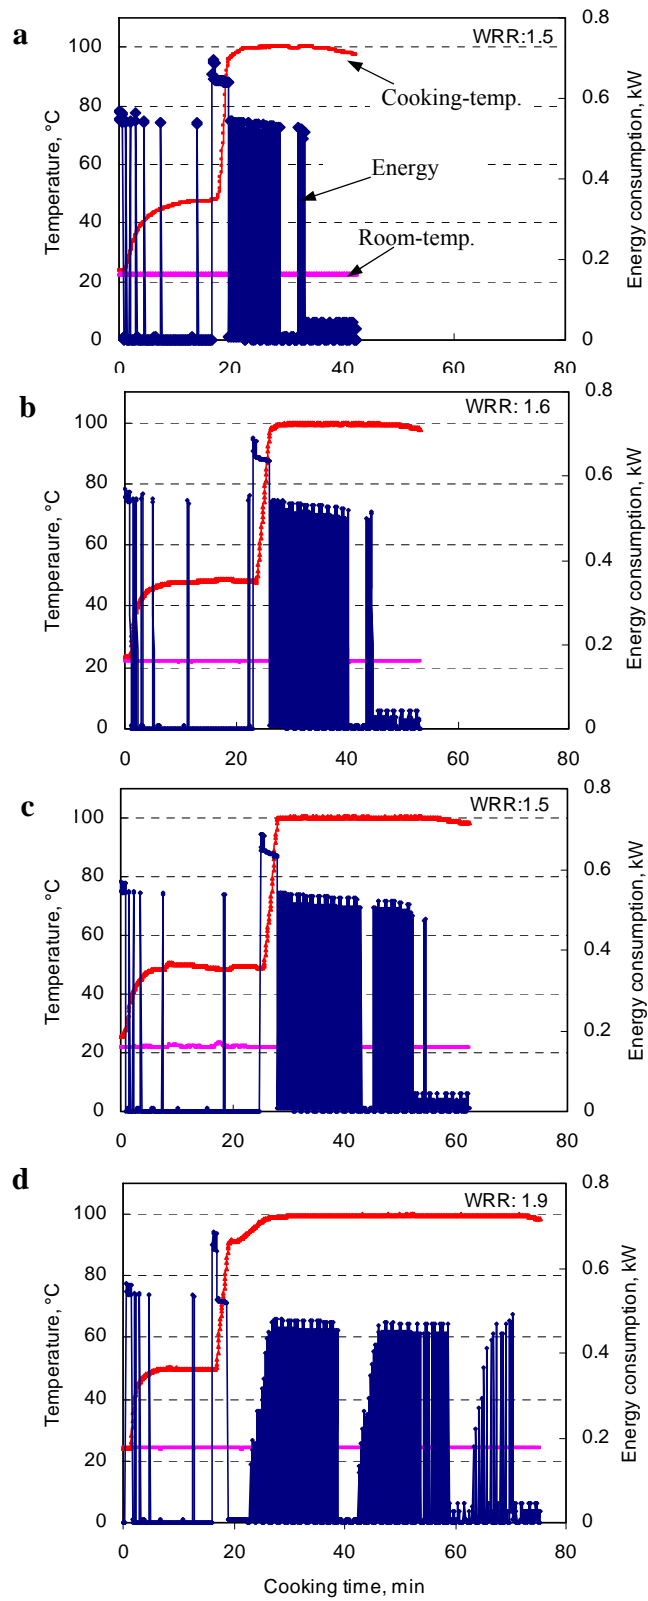 a
WRR:1.5
Cooking-temp.
Energy
Room-temp.
Temperature, °C
Energy consumption, kW
100
80
60
40
20
0
0.8
0.6
0.4
0.2
0
0 20 40 60 80
b
WRR: 1.6
Temperaure, °C
Energy consumption, kW
100
80
60
40
20
0
0.8
0.6
0.4
0.2
0
0 20 40 60 80
c
WRR:1.5
Temperature, °C
Energy consumption, kW
100
80
60
40
20
0
0.8
0.6
0.4
0.2
0
0 20 40 60 80
d
WRR: 1.9
Temperature, °C
Energy consumption, kW
100
80
60
40
20
0
0.8
0.6
0.4
0.2
0
0 20 40 60 80
Cooking time, min